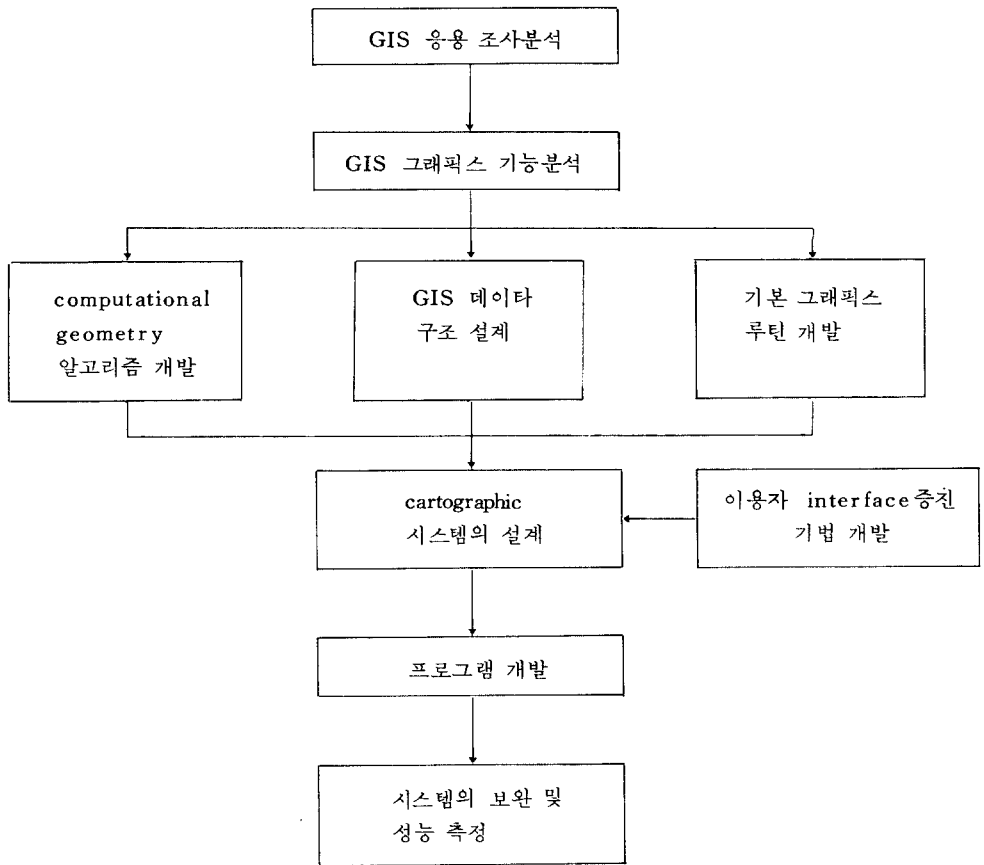 GIS 응용 조사분석
GIS 그래픽스 기능분석
computational
geometry
알고리즘 개발
GIS 데이타
구조 설계
기본 그래픽스
루틴 개발
cartographic
시스템의 설계
이용자 interface증진
기법 개발
프로그램 개발
시스템의 보완 및
성능 측정